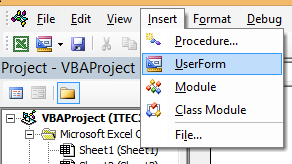 File Edit View Insert Format Debug
Procedure...
UserForm
Module
Class Module
File...
Project - VBAProject
VBAProject (ITEC
Microsoft Excel O
Sheet1 (Sheet1)